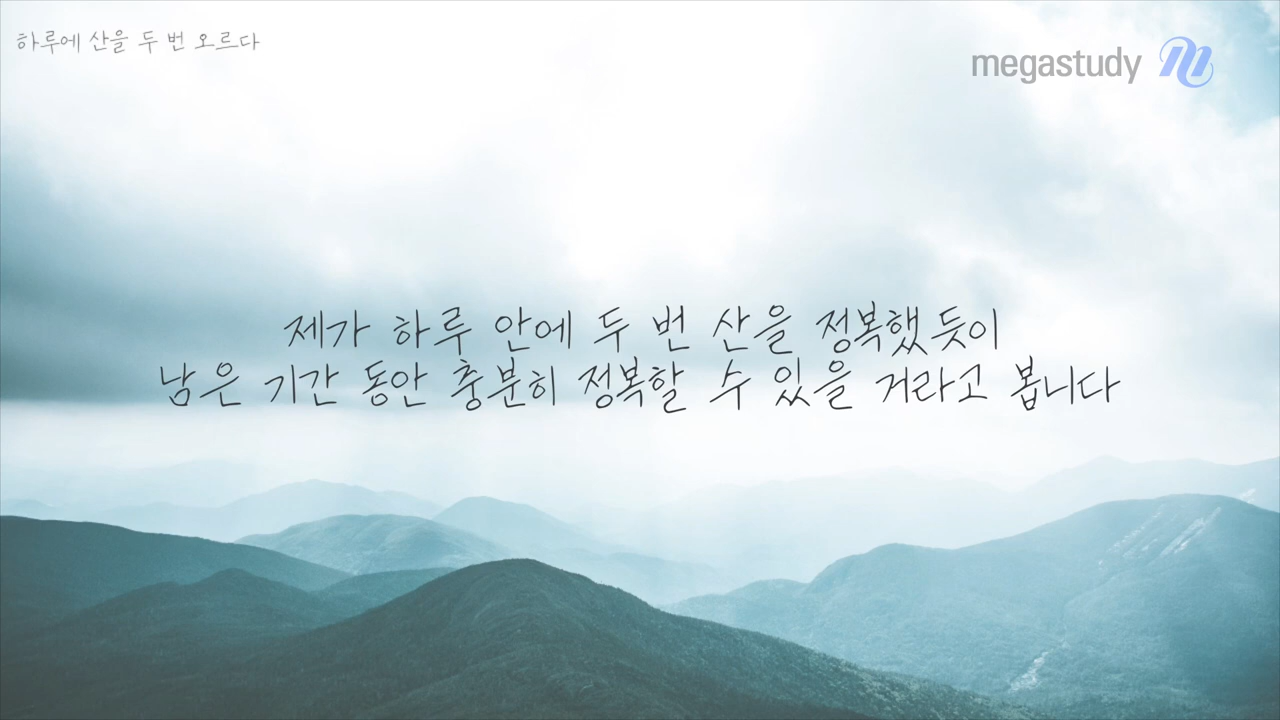 하루에 산을 두 번 오르다
megastudy
제가 하루 안에 두 번 산을 정복했듯이
남은 기간 동안 충분히 정복할 수 있을 거라고 봅니다